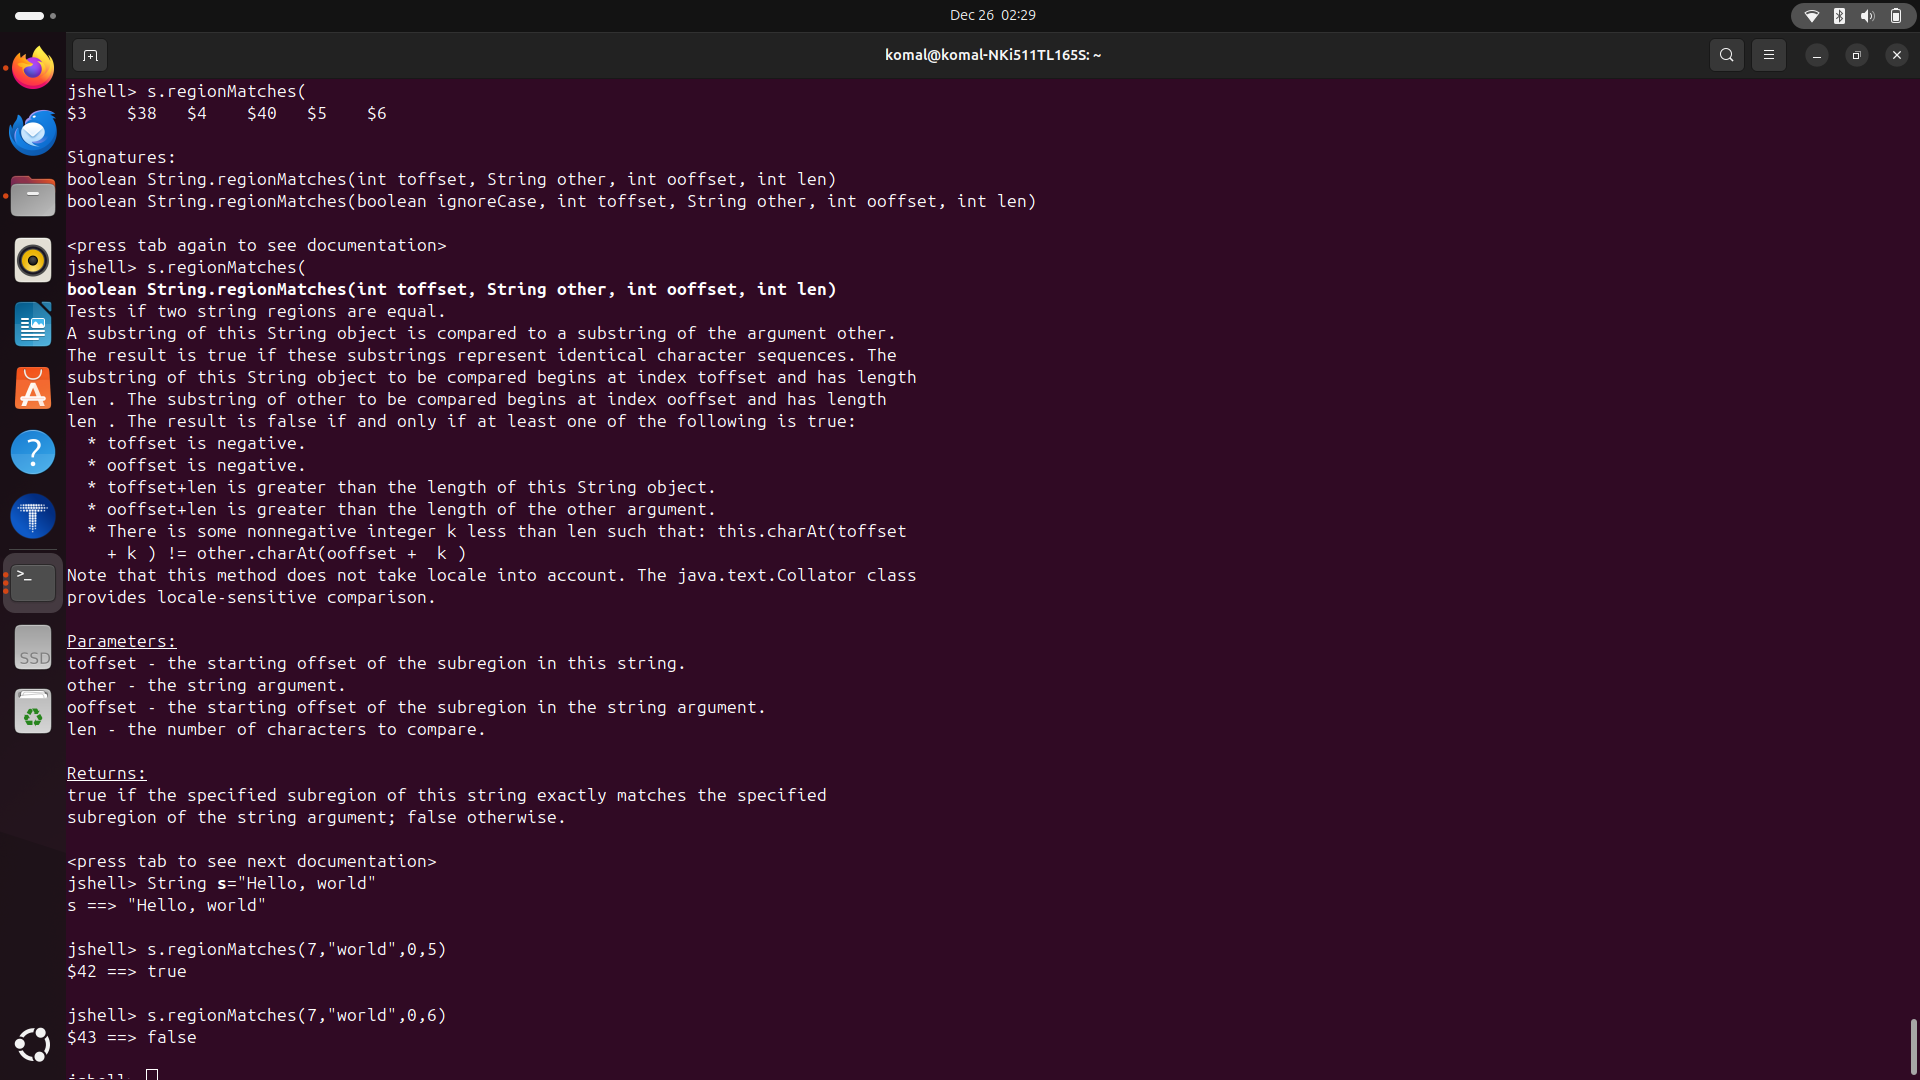 Dec 26 02:29
komal@komal-NKi511TL165S: ~
jshell> s.regionMatches(
$3    $38   $4    $40   $5    $6
Signatures:
boolean String.regionMatches(int toffset, String other, int ooffset, int len)
boolean String.regionMatches(boolean ignoreCase, int toffset, String other, int ooffset, int len)
<press tab again to see documentation>
jshell> s.regionMatches(
boolean String.regionMatches(int toffset, String other, int ooffset, int len)
Tests if two string regions are equal.
A substring of this String object is compared to a substring of the argument other.
The result is true if these substrings represent identical character sequences. The
substring of this String object to be compared begins at index toffset and has length
len . The substring of other to be compared begins at index ooffset and has length
len . The result is false if and only if at least one of the following is true:
  * toffset is negative.
  * ooffset is negative.
  * toffset+len is greater than the length of this String object.
  * ooffset+len is greater than the length of the other argument.
  * There is some nonnegative integer k less than len such that: this.charAt(toffset
    + k ) != other.charAt(ooffset +  k )
Note that this method does not take locale into account. The java.text.Collator class
provides locale-sensitive comparison.
Parameters:
toffset - the starting offset of the subregion in this string.
other - the string argument.
ooffset - the starting offset of the subregion in the string argument.
len - the number of characters to compare.
Returns:
true if the specified subregion of this string exactly matches the specified
subregion of the string argument; false otherwise.
<press tab to see next documentation>
jshell> String s="Hello, world"
s ==> "Hello, world"
jshell> s.regionMatches(7,"world",0,5)
$42 ==> true
jshell> s.regionMatches(7,"world",0,6)
$43 ==> false
jshell>
SSD